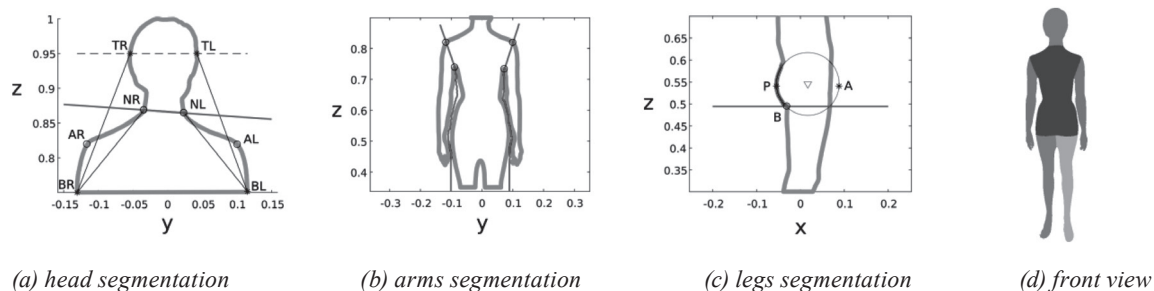 1
0.95
0.9
0.85
0.8
0.75
z
TR
TL
NR
NL
AR
AL
BR
BL
-0.15 -0.1 -0.05 0 0.05 0.1 0.15
y
0.8
0.7
0.6
0.5
0.4
z
-0.3 -0.2 -0.1 0 0.1 0.2 0.3
y
0.65
0.6
0.55
0.5
0.45
0.4
0.35
z
P
A
B
-0.2 -0.1 0 0.1 0.2
x
(a) head segmentation (b) arms segmentation (c) legs segmentation (d) front view